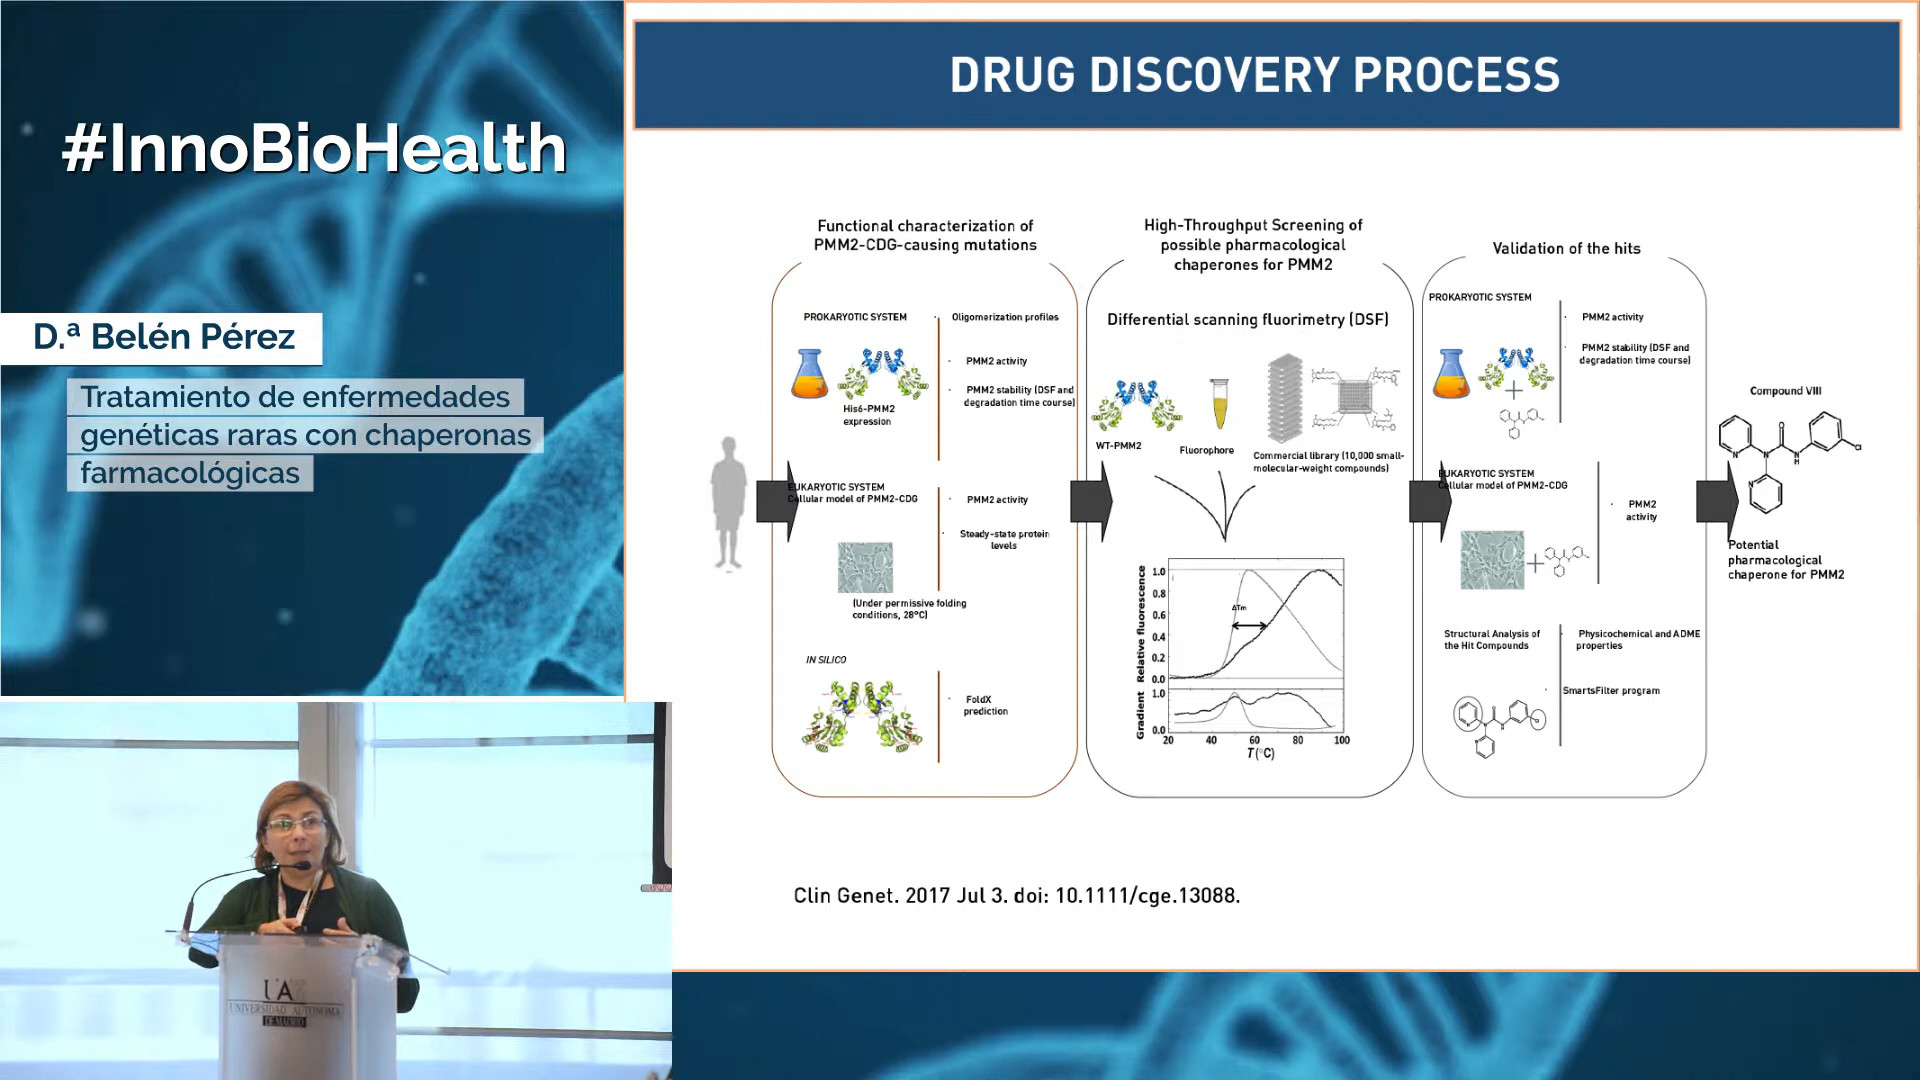 #InnoBioHealth
D.ª Belén Pérez
Tratamiento de enfermedades
genéticas raras con chaperonas
farmacológicas
DRUG DISCOVERY PROCESS
Functional characterization of
PMM2-CDG-causing mutations
PROKARYOTIC SYSTEM
· Oligomerization profiles
· PMM2 activity
· PMM2 stability (DSF and
degradation time course)
His6-PMM2
expression
EUKARYOTIC SYSTEM
Cellular model of PMM2-CDG
· PMM2 activity
· Steady-state protein
levels
(Under permissive folding
conditions, 28ºC)
IN SILICO
· FoldX
prediction
High-Throughput Screening of
possible pharmacological
chaperones for PMM2
Differential scanning fluorimetry (DSF)
WT-PMM2
Fluorophore
Commercial library (10,000 small-
molecular-weight compounds)
Relative fluorescence
1.0
0.8
0.6
0.4
0.2
0.0
ΔTm
Gradient
1.0
0.0
20 40 60 80 100
T(°C)
Validation of the hits
PROKARYOTIC SYSTEM
· PMM2 activity
· PMM2 stability (DSF and
degradation time course)
EUKARYOTIC SYSTEM
Cellular model of PMM2-CDG
· PMM2
activity
Structural Analysis of
the Hit Compounds
· Physicochemical and ADME
properties
· SmartsFilter program
Compound VIII
O
N
N
N
H
N
Cl
Potential
pharmacological
chaperone for PMM2
Clin Genet. 2017 Jul 3. doi: 10.1111/cge.13088.
UAM
UNIVERSIDAD AUTONOMA
DE MADRID